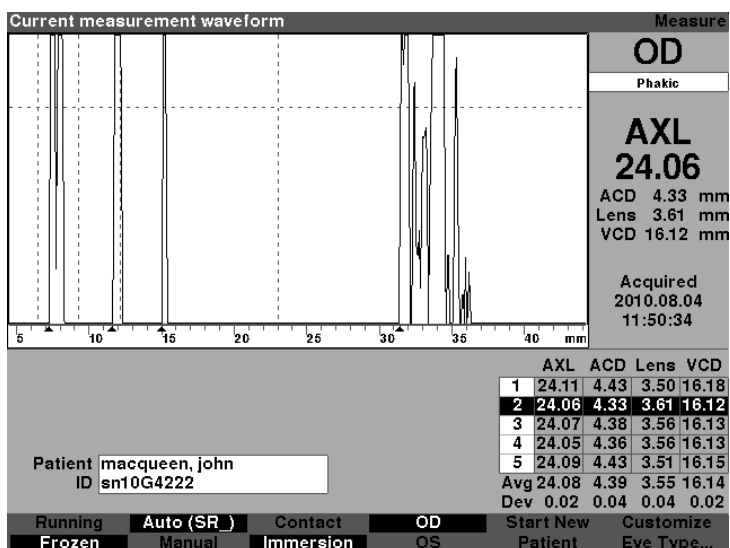 Current measurement waveform
Measure
OD
Phakic
AXL
24.06
ACD 4.33 mm
Lens 3.61 mm
VCD 16.12 mm
Acquired
2010.08.04
11:50:34
5 10 15 20 25 30 35 40 mm
AXL ACD Lens VCD
1 24.11 4.43 3.50 16.18
2 24.06 4.33 3.61 16.12
3 24.07 4.38 3.56 16.13
4 24.05 4.36 3.56 16.13
5 24.09 4.43 3.51 16.15
Avg 24.08 4.39 3.55 16.14
Dev 0.02 0.04 0.04 0.02
Patient macqueen, john
ID sn10G4222
Running Auto (SR_) Contact OD Start New Customize
Frozen Manual Immersion OS Patient Eye Type...